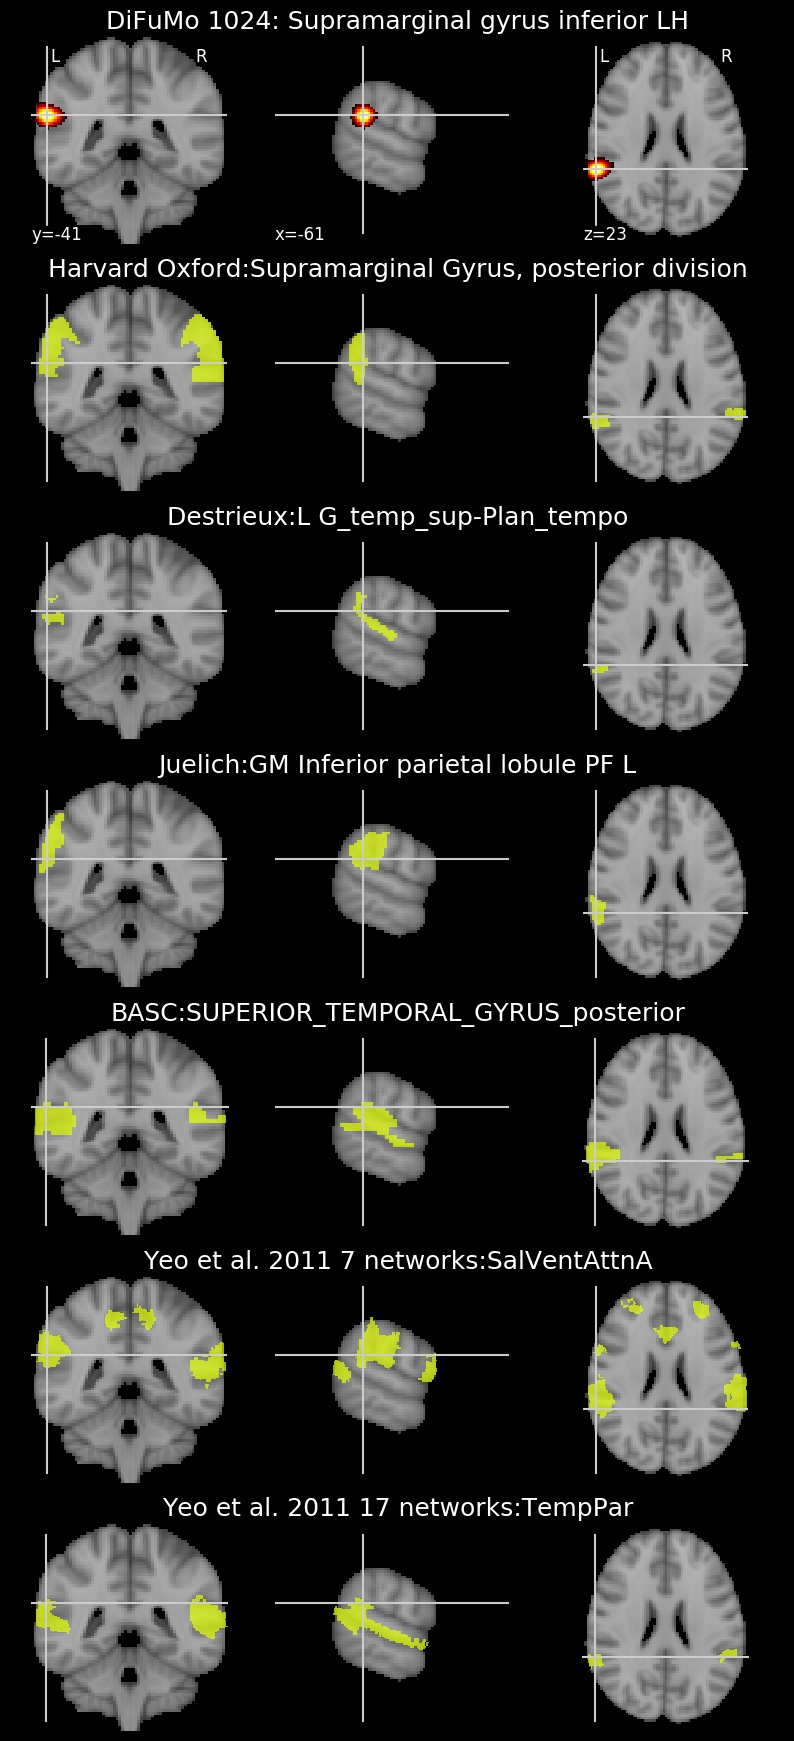 DiFuMo 1024: Supramarginal gyrus inferior LH
L R L R
y=-41 x=-61 z=23
Harvard Oxford:Supramarginal Gyrus, posterior division
Destrieux:L G_temp_sup-Plan_tempo
Juelich:GM Inferior parietal lobule PF L
BASC:SUPERIOR_TEMPORAL_GYRUS_posterior
Yeo et al. 2011 7 networks:SalVentAttnA
Yeo et al. 2011 17 networks:TempPar